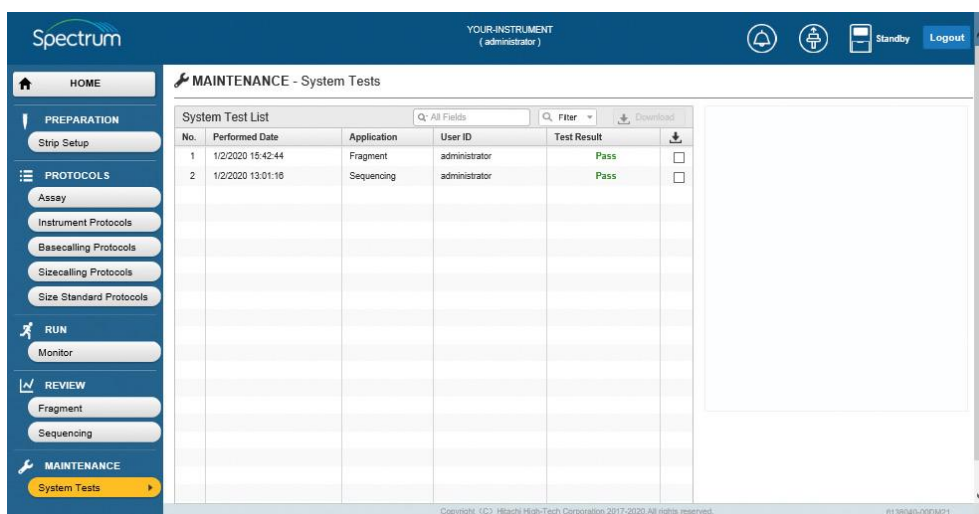 Spectrum
YOUR-INSTRUMENT
( administrator )
Standby
Logout
HOME
PREPARATION
Strip Setup
PROTOCOLS
Assay
Instrument Protocols
Basecalling Protocols
Sizecalling Protocols
Size Standard Protocols
RUN
Monitor
REVIEW
Fragment
Sequencing
MAINTENANCE
System Tests
MAINTENANCE - System Tests
System Test List
All Fields
Filter
Download
No. Performed Date Application User ID Test Result
1 1/2/2020 15:42:44 Fragment administrator Pass
2 1/2/2020 13:01:16 Sequencing administrator Pass
Copyright (C) Hitachi High-Tech Corporation 2017-2020 All rights reserved.